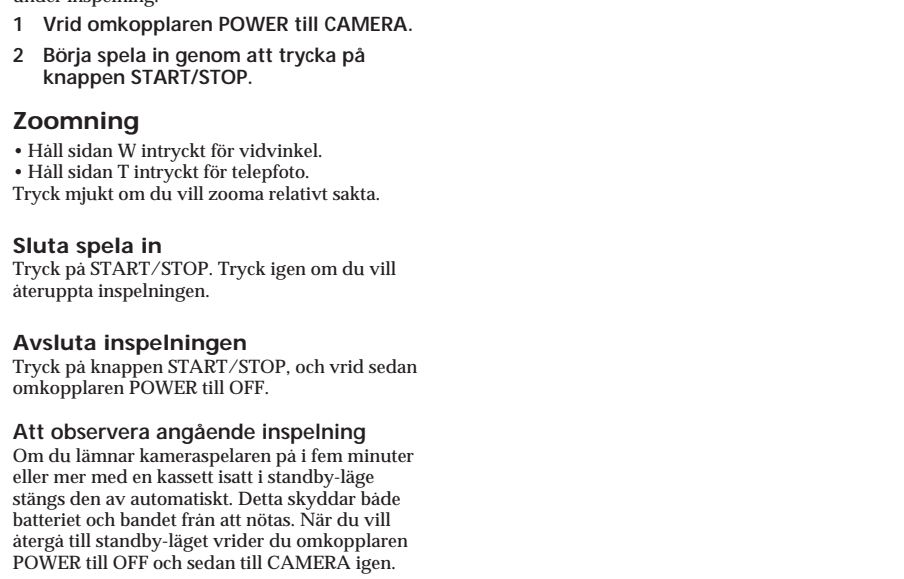 under inspelning.
1 Vrid omkopplaren POWER till CAMERA.
2 Börja spela in genom att trycka på
knappen START/STOP.
Zoomning
• Håll sidan W intryckt för vidvinkel.
• Håll sidan T intryckt för telepfoto.
Tryck mjukt om du vill zooma relativt sakta.
Sluta spela in
Tryck på START/STOP. Tryck igen om du vill
återuppta inspelningen.
Avsluta inspelningen
Tryck på knappen START/STOP, och vrid sedan
omkopplaren POWER till OFF.
Att observera angående inspelning
Om du lämnar kameraspelaren på i fem minuter
eller mer med en kassett isatt i standby-läge
stängs den av automatiskt. Detta skyddar både
batteriet och bandet från att nötas. När du vill
återgå till standby-läget vrider du omkopplaren
POWER till OFF och sedan till CAMERA igen.